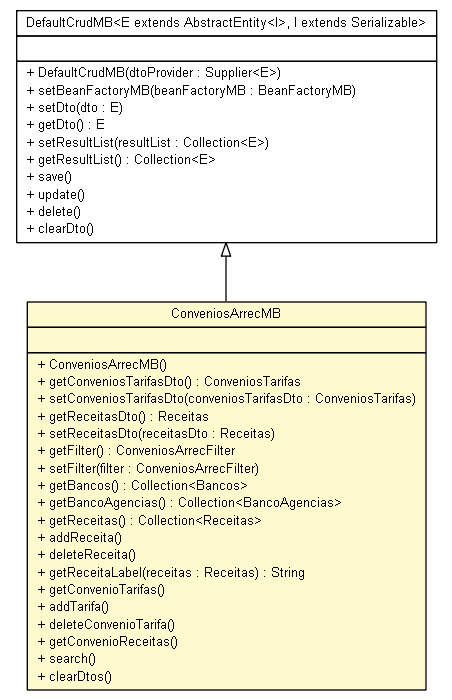 DefaultCrudMB<E extends AbstractEntity<I>, I extends Serializable>
+ DefaultCrudMB(dtoProvider : Supplier<E>)
+ setBeanFactoryMB(beanFactoryMB : BeanFactoryMB)
+ setDto(dto : E)
+ getDto() : E
+ setResultList(resultList : Collection<E>)
+ getResultList() : Collection<E>
+ save()
+ update()
+ delete()
+ clearDto()
ConveniosArrecMB
+ ConveniosArrecMB()
+ getConveniosTarifasDto() : ConveniosTarifas
+ setConveniosTarifasDto(conveniosTarifasDto : ConveniosTarifas)
+ getReceitasDto() : Receitas
+ setReceitasDto(receitasDto : Receitas)
+ getFilter() : ConveniosArrecFilter
+ setFilter(filter : ConveniosArrecFilter)
+ getBancos() : Collection<Bancos>
+ getBancoAgencias() : Collection<BancoAgencias>
+ getReceitas() : Collection<Receitas>
+ addReceita()
+ deleteReceita()
+ getReceitaLabel(receitas : Receitas) : String
+ getConvenioTarifas()
+ addTarifa()
+ deleteConvenioTarifa()
+ getConvenioReceitas()
+ search()
+ clearDtos()